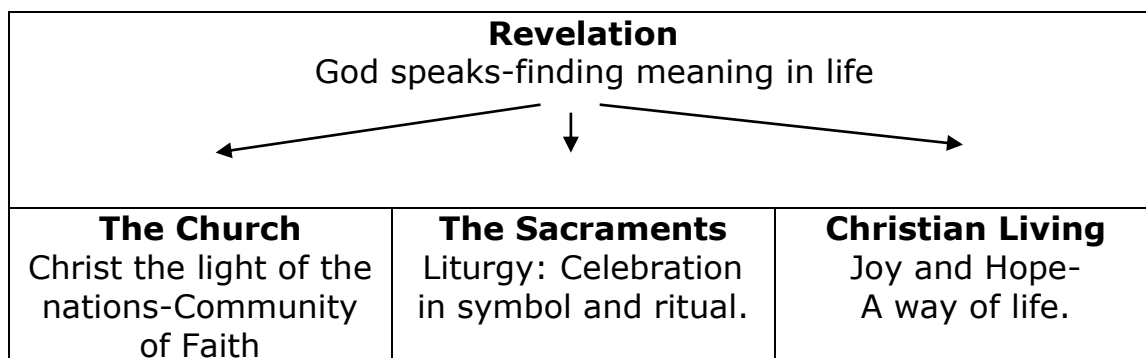 Revelation
God speaks-finding meaning in life
The Church
Christ the light of the
nations-Community
of Faith
The Sacraments
Liturgy: Celebration
in symbol and ritual.
Christian Living
Joy and Hope-
A way of life.